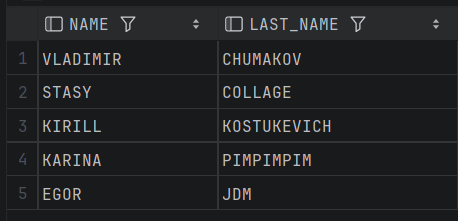 NAME LAST_NAME
1 VLADIMIR CHUMAKOV
2 STASY COLLAGE
3 KIRILL KOSTUKEVICH
4 KARINA PIMPIMPIM
5 EGOR JDM